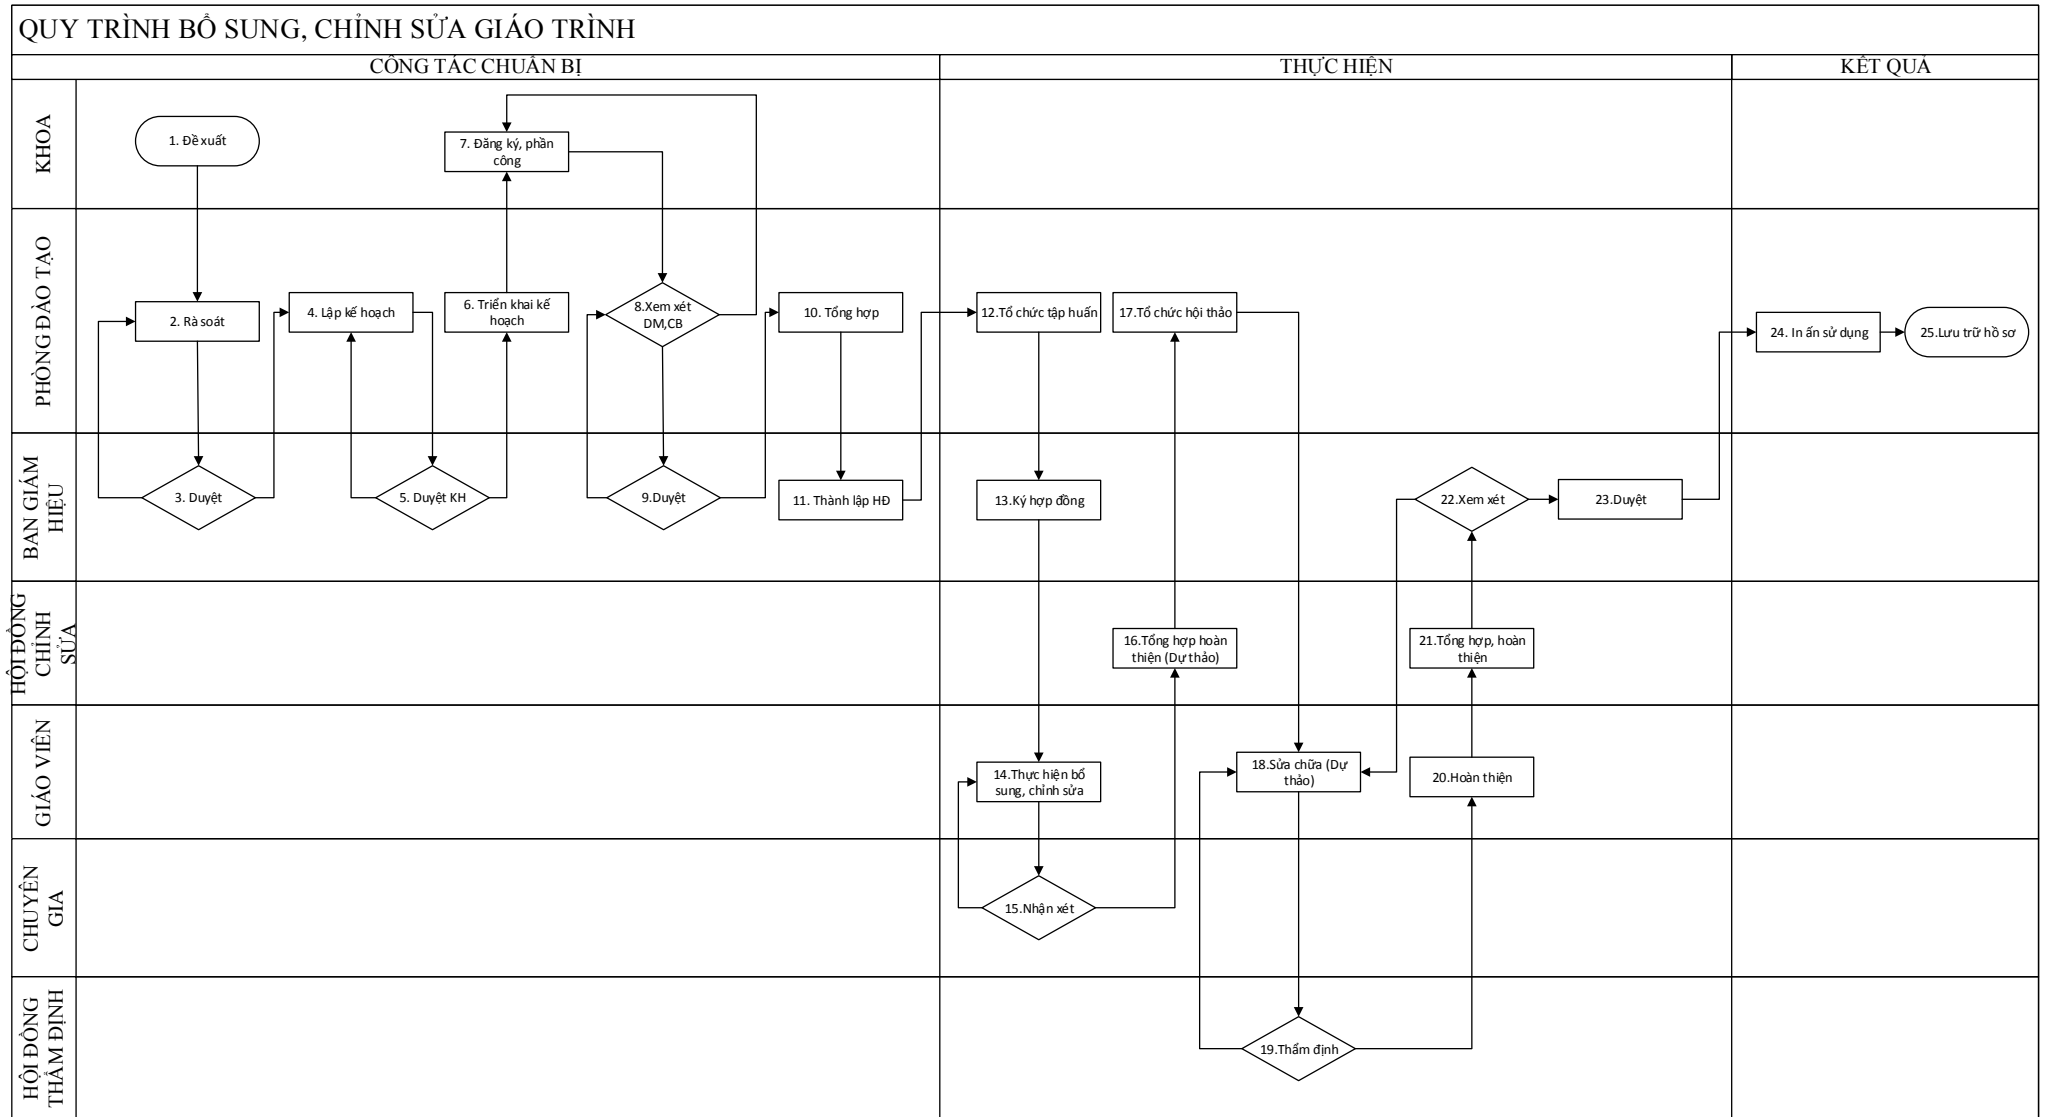 QUY TRÌNH BỔ SUNG, CHỈNH SỬA GIÁO TRÌNH
CÔNG TÁC CHUẨN BỊ
THỰC HIỆN
KẾT QUẢ
KHOA
1. Đề xuất
7. Đăng ký, phần
công
PHÒNG ĐÀO TẠO
2. Rà soát
4. Lập kế hoạch
6. Triển khai kế
hoạch
8.Xem xét
DM,CB
10. Tổng hợp
12.Tổ chức tập huấn
17.Tổ chức hội thảo
24. In ấn sử dụng
25.Lưu trữ hồ sơ
BAN GIÁM
HIỆU
3. Duyệt
5. Duyệt KH
9.Duyệt
11. Thành lập HĐ
13.Ký hợp đồng
22.Xem xét
23.Duyệt
HỘI ĐỒNG
CHỈNH
SỬA
16.Tổng hợp hoàn
thiện (Dự thảo)
21.Tổng hợp, hoàn
thiện
GIÁO VIÊN
14.Thực hiện bổ
sung, chỉnh sửa
18.Sửa chữa (Dự
thảo)
20.Hoàn thiện
CHUYÊN
GIA
15.Nhận xét
HỘI ĐỒNG
THẨM ĐỊNH
19.Thẩm định